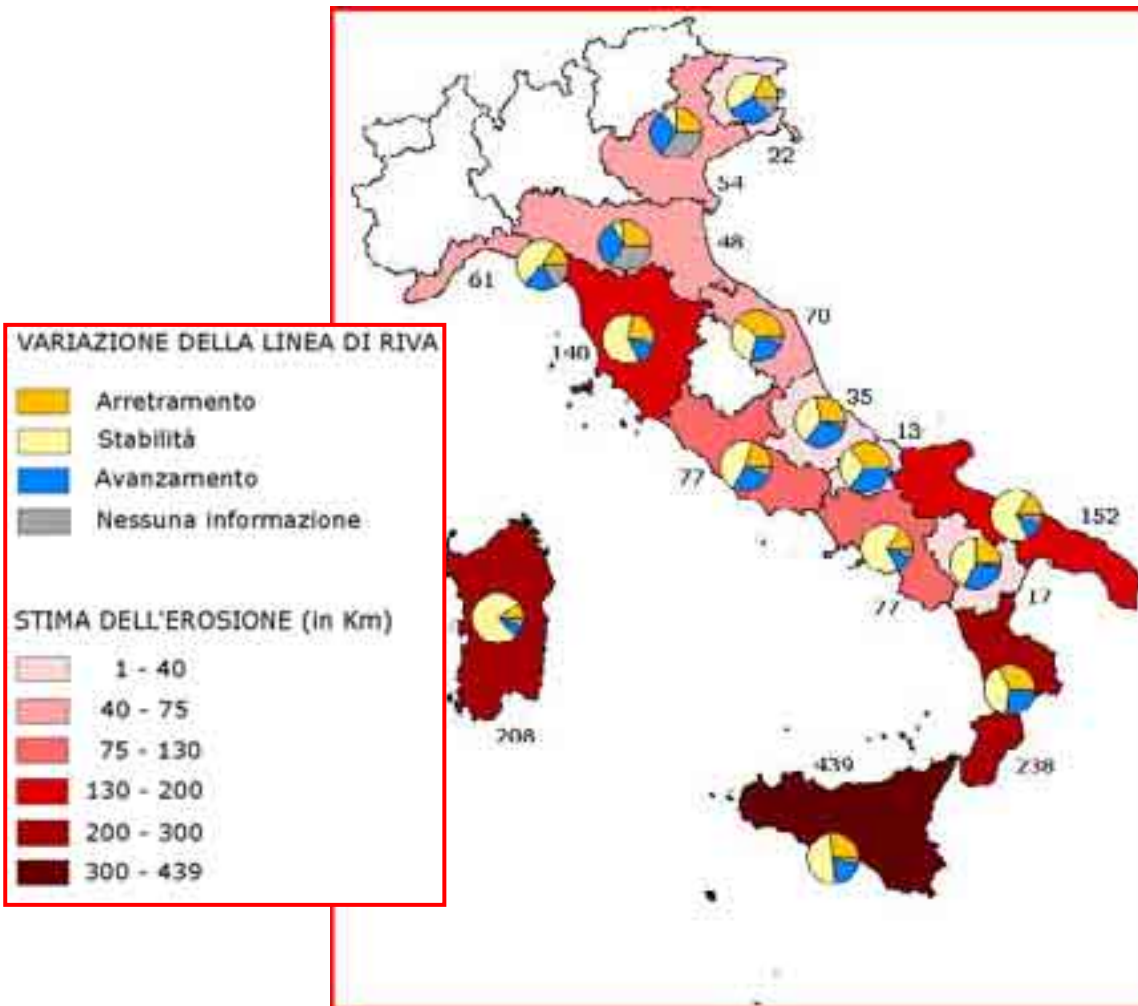 VARIAZIONE DELLA LINEA DI RIVA
Arretramento
Stabilità
Avanzamento
Nessuna informazione
STIMA DELL'EROSIONE (in Km)
1 - 40
40 - 75
75 - 130
130 - 200
200 - 300
300 - 439
22
54
48
61
70
140
35
13
77
152
77
17
208
439
238